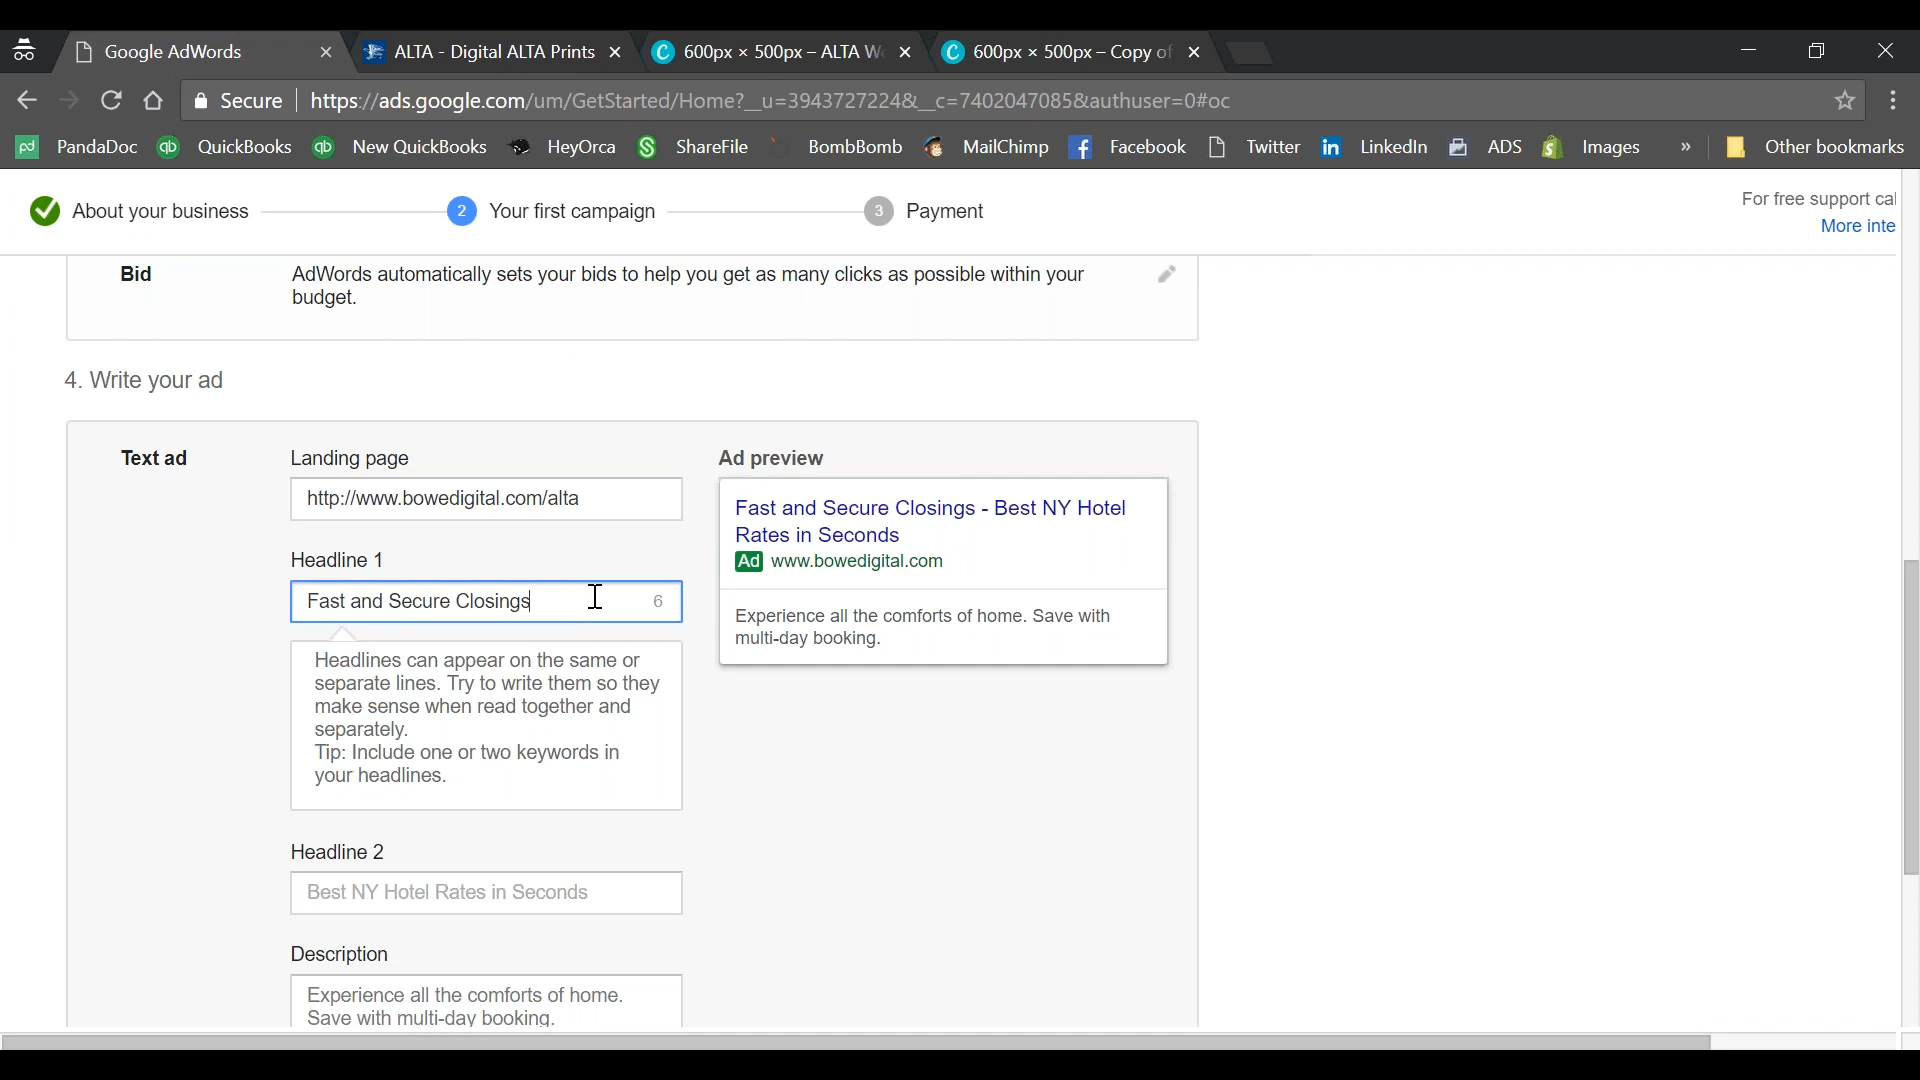 Google AdWords
ALTA - Digital ALTA Prints
600px × 500px – ALTA W
600px × 500px – Copy of
Secure https://ads.google.com/um/GetStarted/Home?__u=3943727224&__c=7402047085&authuser=0#oc
pd PandaDoc qb QuickBooks qb New QuickBooks HeyOrca ShareFile BombBomb MailChimp Facebook Twitter in LinkedIn ADS Images » Other bookmarks
About your business 2 Your first campaign 3 Payment
For free support cal
More inte
Bid
AdWords automatically sets your bids to help you get as many clicks as possible within your
budget.
4. Write your ad
Text ad
Landing page
http://www.bowedigital.com/alta
Headline 1
Fast and Secure Closings 6
Headlines can appear on the same or
separate lines. Try to write them so they
make sense when read together and
separately.
Tip: Include one or two keywords in
your headlines.
Headline 2
Best NY Hotel Rates in Seconds
Description
Experience all the comforts of home.
Save with multi-day booking.
Ad preview
Fast and Secure Closings - Best NY Hotel
Rates in Seconds
Ad www.bowedigital.com
Experience all the comforts of home. Save with
multi-day booking.